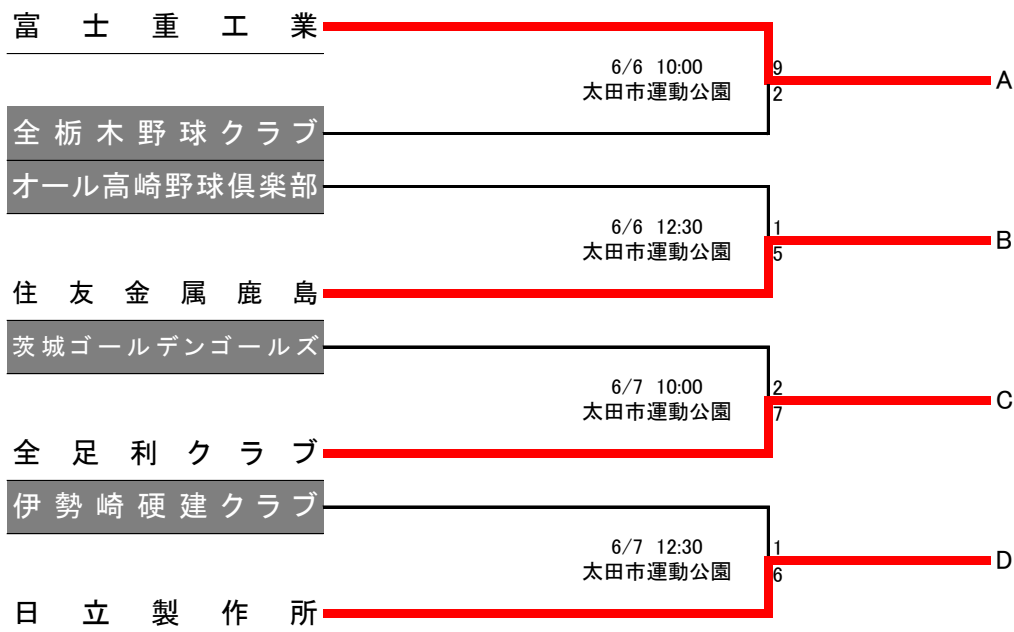 富士重工業
6/6 10:00
太田市運動公園
9
2
A
全栃木野球クラブ
オール高崎野球倶楽部
6/6 12:30
太田市運動公園
1
5
B
住友金属鹿島
茨城ゴールデンゴールズ
6/7 10:00
太田市運動公園
2
7
C
全足利クラブ
伊勢崎硬建クラブ
6/7 12:30
太田市運動公園
1
6
D
日立製作所